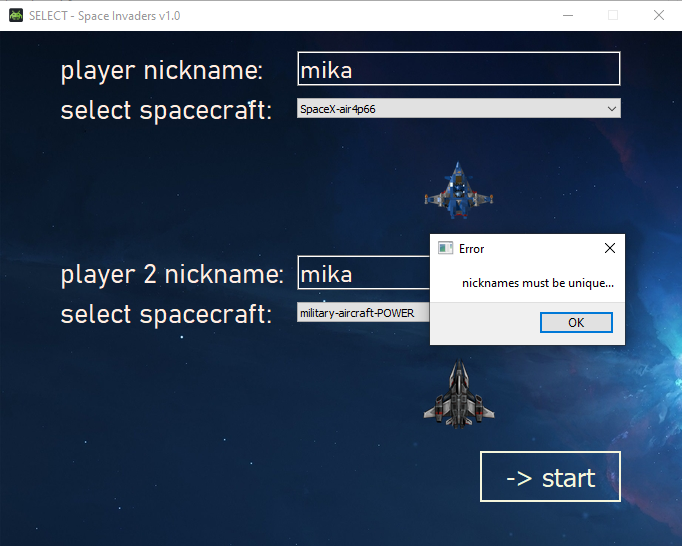 SELECT - Space Invaders v1.0
player nickname: mika
select spacecraft: SpaceX-air4p66
Error
nicknames must be unique...
OK
player 2 nickname: mika
select spacecraft: military-aircraft-POWER
-> start